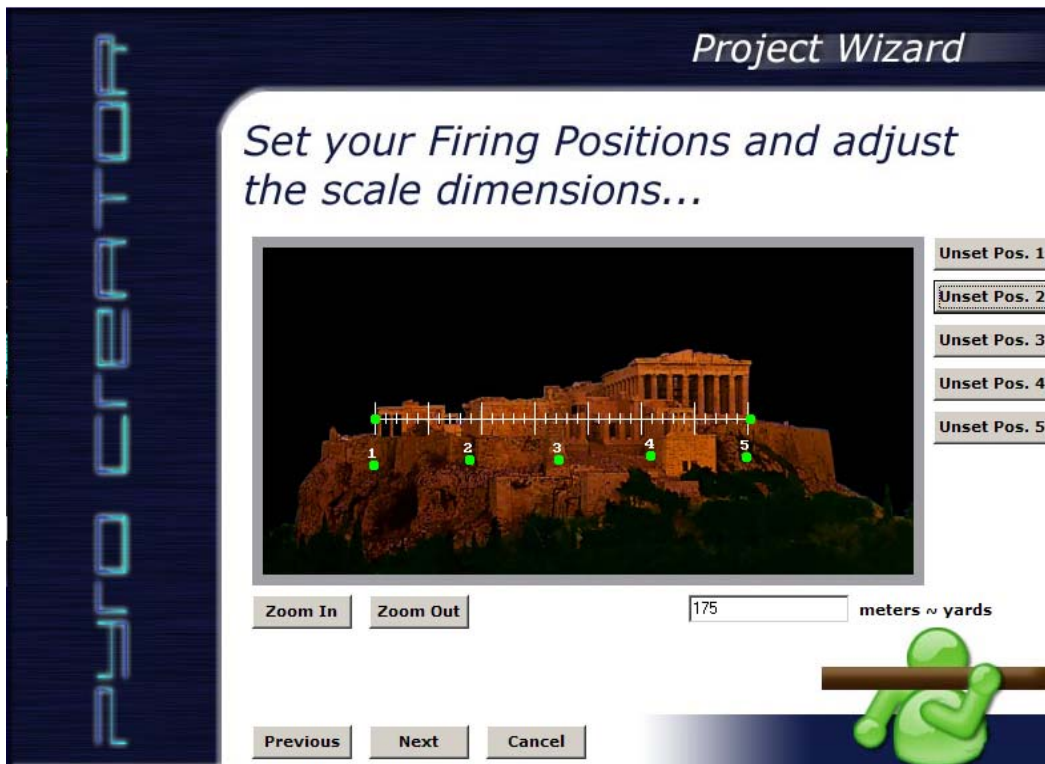 Project Wizard
Pyro Creator
Set your Firing Positions and adjust
the scale dimensions...
Unset Pos. 1
Unset Pos. 2
Unset Pos. 3
Unset Pos. 4
Unset Pos. 5
1 2 3 4 5
Zoom In Zoom Out 175 meters ~ yards
Previous Next Cancel